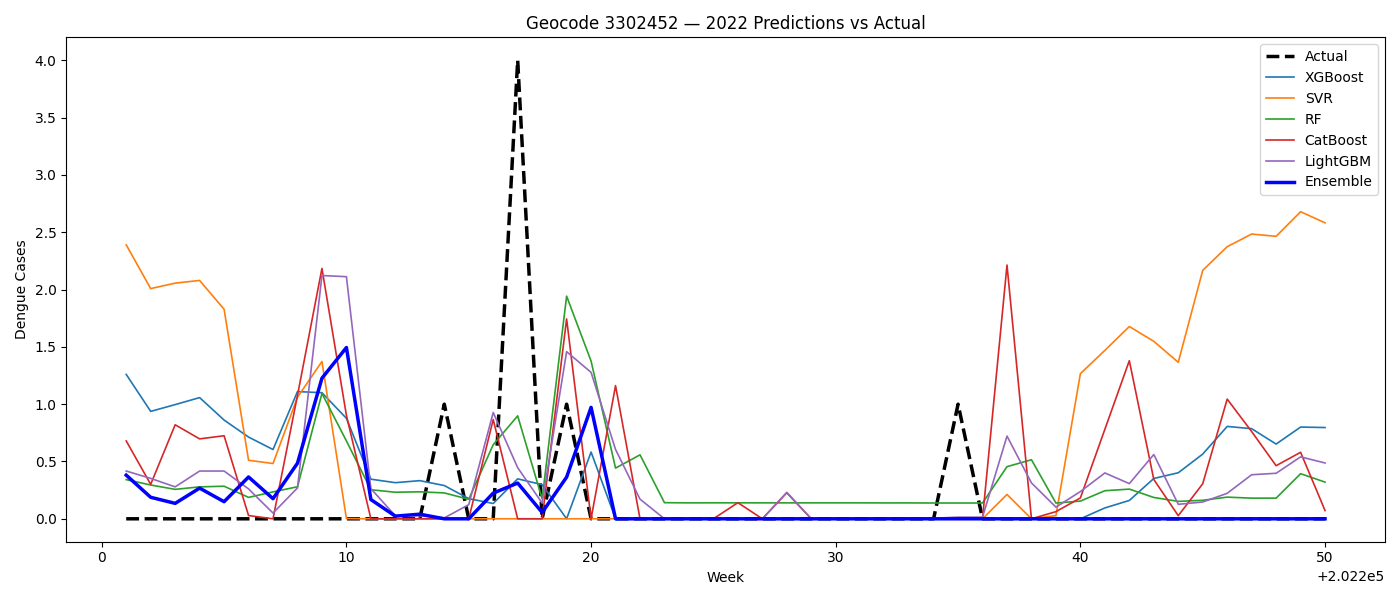 Geocode 3302452 — 2022 Predictions vs Actual
Dengue Cases
4.0
3.5
3.0
2.5
2.0
1.5
1.0
0.5
0.0
Actual
XGBoost
SVR
RF
CatBoost
LightGBM
Ensemble
0
10
20
30
40
50
Week
+2.022e5